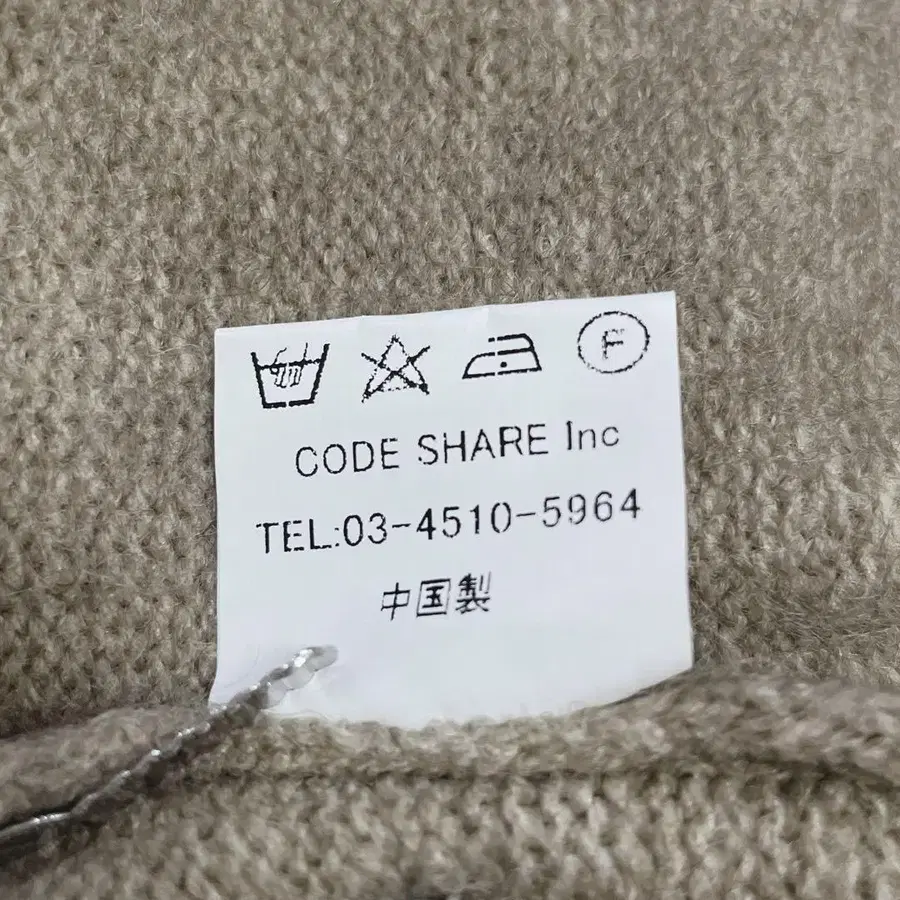 F
CODE SHARE Inc
TEL:03-4510-5964
中国製